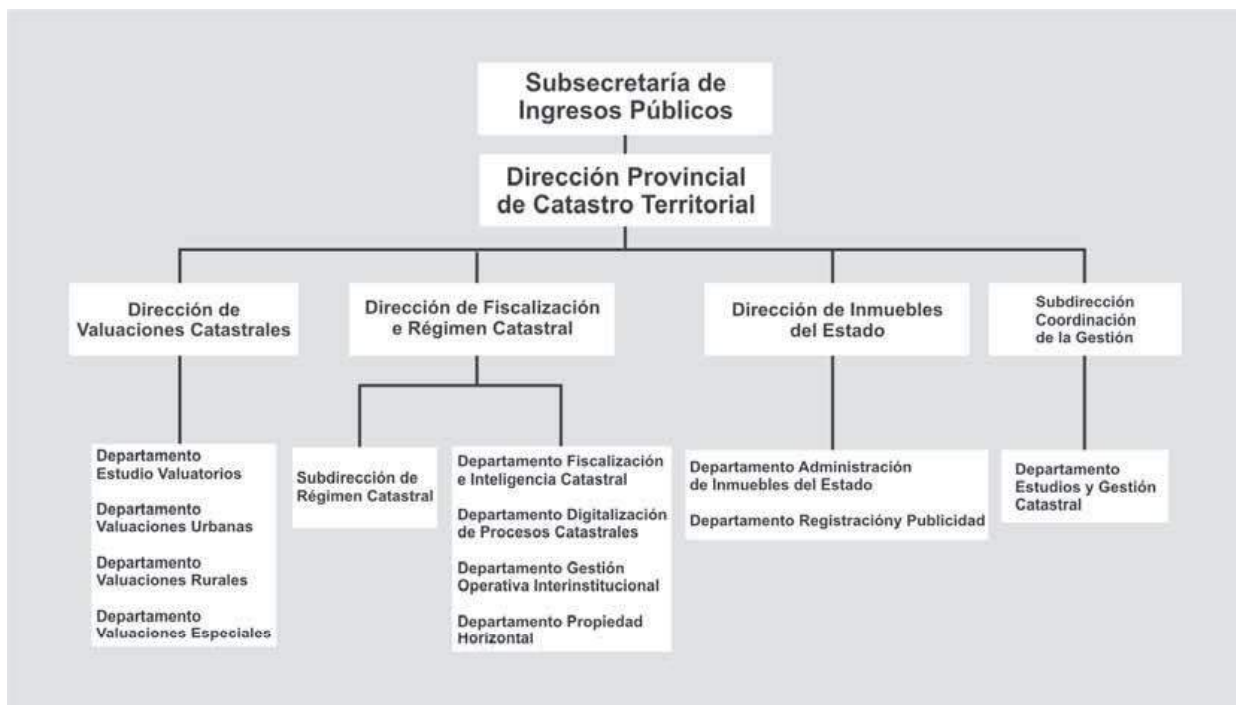 Subsecretaría de
Ingresos Públicos
Dirección Provincial
de Catastro Territorial
Dirección de
Valuaciones Catastrales
Dirección de Fiscalización
e Régimen Catastral
Dirección de Inmuebles
del Estado
Subdirección
Coordinación
de la Gestión
Departamento
Estudio Valuatorios
Departamento
Valuaciones Urbanas
Departamento
Valuaciones Rurales
Departamento
Valuaciones Especiales
Subdirección de
Régimen Catastral
Departamento Fiscalización
e Inteligencia Catastral
Departamento Digitalización
de Procesos Catastrales
Departamento Gestión
Operativa Interinstitucional
Departamento Propiedad
Horizontal
Departamento Administración
de Inmuebles del Estado
Departamento Registracióny Publicidad
Departamento
Estudios y Gestión
Catastral